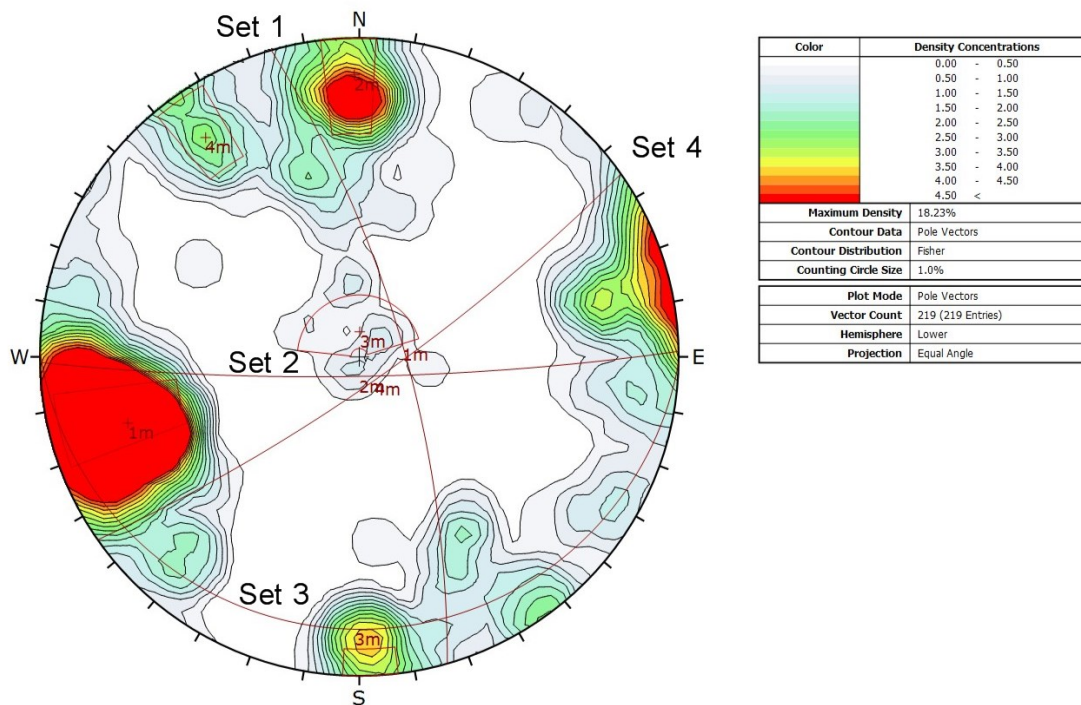 Set 1
N
2m
4m
Set 4
3m
W
Set 2
1m
E
2m
4m
1m
Set 3
3m
S
Color Density Concentrations
0.00 - 0.50
0.50 - 1.00
1.00 - 1.50
1.50 - 2.00
2.00 - 2.50
2.50 - 3.00
3.00 - 3.50
3.50 - 4.00
4.00 - 4.50
4.50 <
Maximum Density 18.23%
Contour Data Pole Vectors
Contour Distribution Fisher
Counting Circle Size 1.0%
Plot Mode Pole Vectors
Vector Count 219 (219 Entries)
Hemisphere Lower
Projection Equal Angle